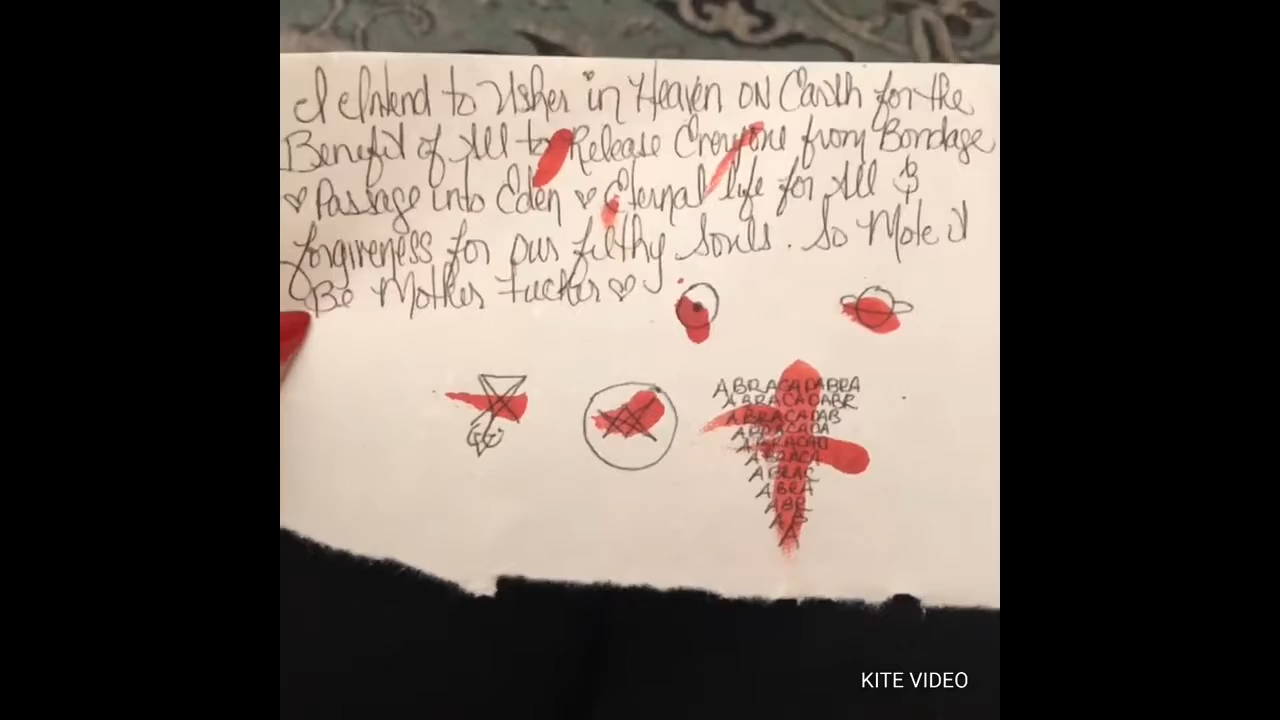 I Intend to Usher in Heaven ON Earth for the
Benefit of All to Release Everyone from Bondage
♡ Passage into Eden ♡ Eternal life for All &
forgiveness for our filthy Souls. So Mote it
Be Mother Fucker ♡
ABRACADABRA
ABRACADABR
ABRACADAB
ABRACADA
ABRACAD
ABRACA
ABRAC
ABRA
ABR
AB
A
KITE VIDEO